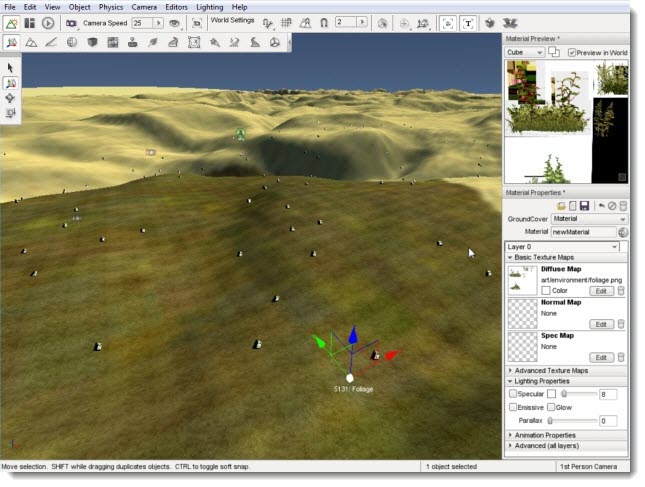 File Edit View Object Physics Camera Editors Lighting Help
Camera Speed 25 World Settings 2
Material Preview *
Cube Preview in World
Material Properties *
GroundCover Material
Material newMaterial
Layer 0
Basic Texture Maps
Diffuse Map
art/environment/foliage.png
Color Edit
Normal Map
None
Edit
Spec Map
None
Edit
Advanced Texture Maps
Lighting Properties
Specular 8
Emissive Glow
Parallax 0
Animation Properties
Advanced (all layers)
5131: Foliage
Move selection. SHIFT while dragging duplicates objects. CTRL to toggle soft snap. 1 object selected 1st Person Camera